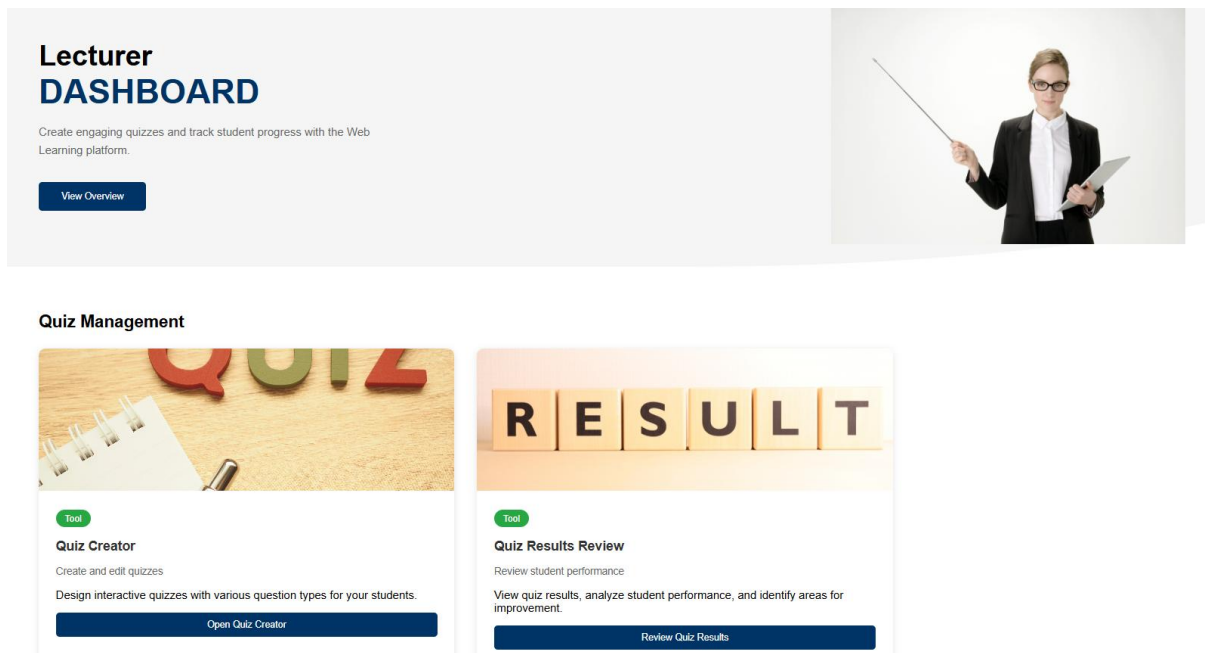 Lecturer
DASHBOARD
Create engaging quizzes and track student progress with the Web
Learning platform.
View Overview
Quiz Management
QUIZ
RESULT
Tool
Quiz Creator
Create and edit quizzes
Design interactive quizzes with various question types for your students.
Open Quiz Creator
Tool
Quiz Results Review
Review student performance
View quiz results, analyze student performance, and identify areas for
improvement.
Review Quiz Results